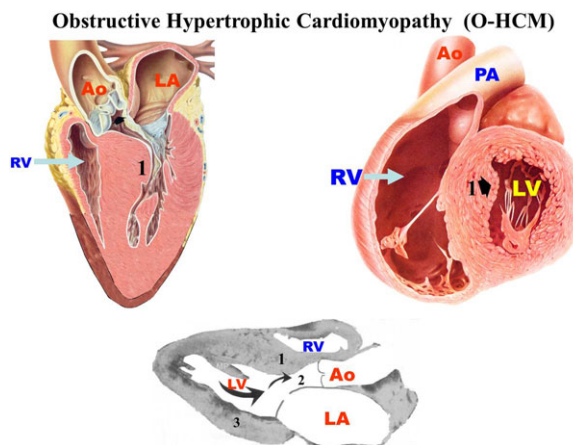 Obstructive Hypertrophic Cardiomyopathy (O-HCM)
Ao
LA
RV
1
Ao
PA
RV
1
LV
RV
1
LV
2
Ao
3
LA